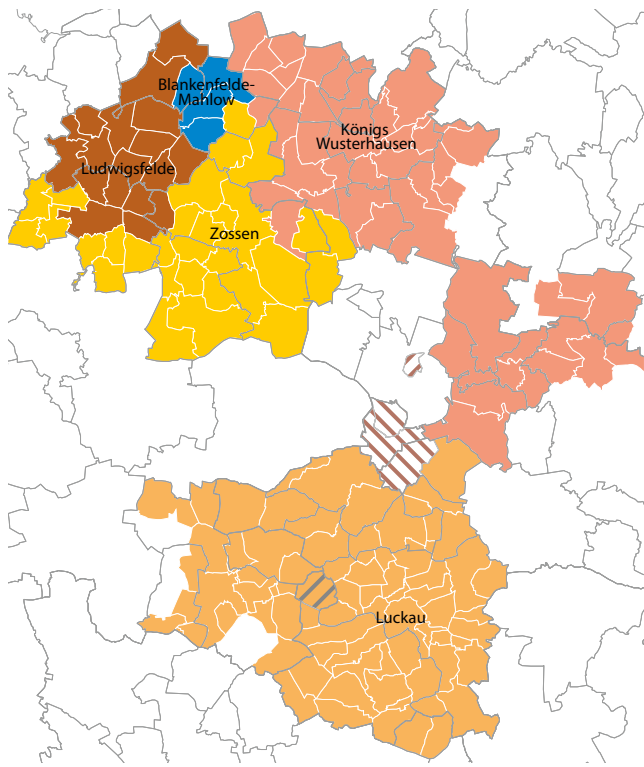 Blankenfelde-
Mahlow
Königs
Wusterhausen
Ludwigsfelde
Zossen
Luckau